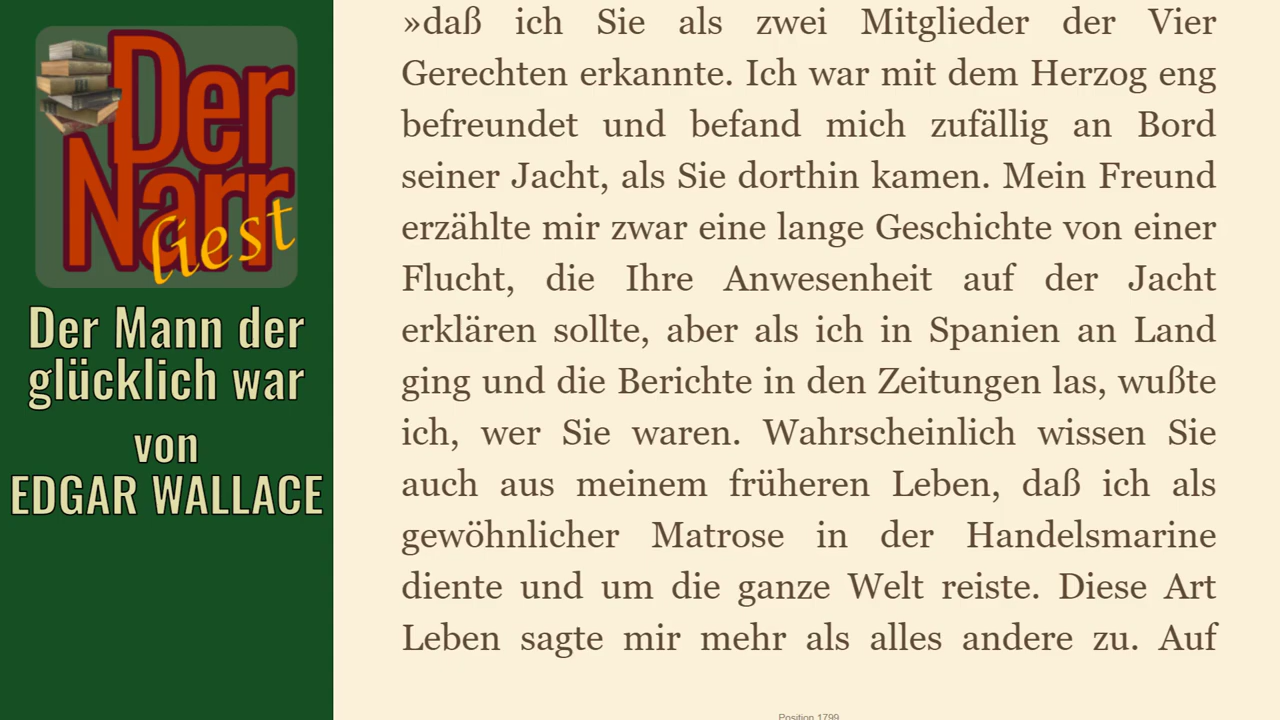 Der
Narr
liest
Der Mann der
glücklich war
von
EDGAR WALLACE
»daß ich Sie als zwei Mitglieder der Vier
Gerechten erkannte. Ich war mit dem Herzog eng
befreundet und befand mich zufällig an Bord
seiner Jacht, als Sie dorthin kamen. Mein Freund
erzählte mir zwar eine lange Geschichte von einer
Flucht, die Ihre Anwesenheit auf der Jacht
erklären sollte, aber als ich in Spanien an Land
ging und die Berichte in den Zeitungen las, wußte
ich, wer Sie waren. Wahrscheinlich wissen Sie
auch aus meinem früheren Leben, daß ich als
gewöhnlicher Matrose in der Handelsmarine
diente und um die ganze Welt reiste. Diese Art
Leben sagte mir mehr als alles andere zu. Auf
Position 1799